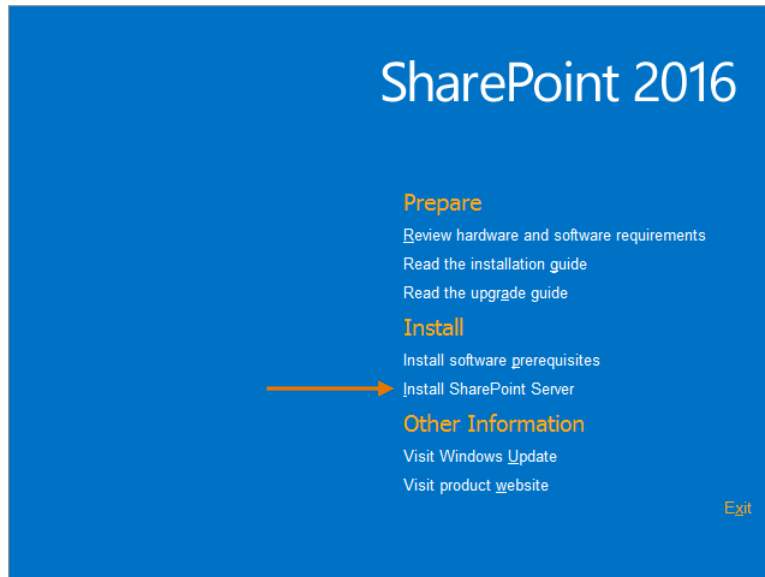 SharePoint 2016
Prepare
Review hardware and software requirements
Read the installation guide
Read the upgrade guide
Install
Install software prerequisites
Install SharePoint Server
Other Information
Visit Windows Update
Visit product website
Exit